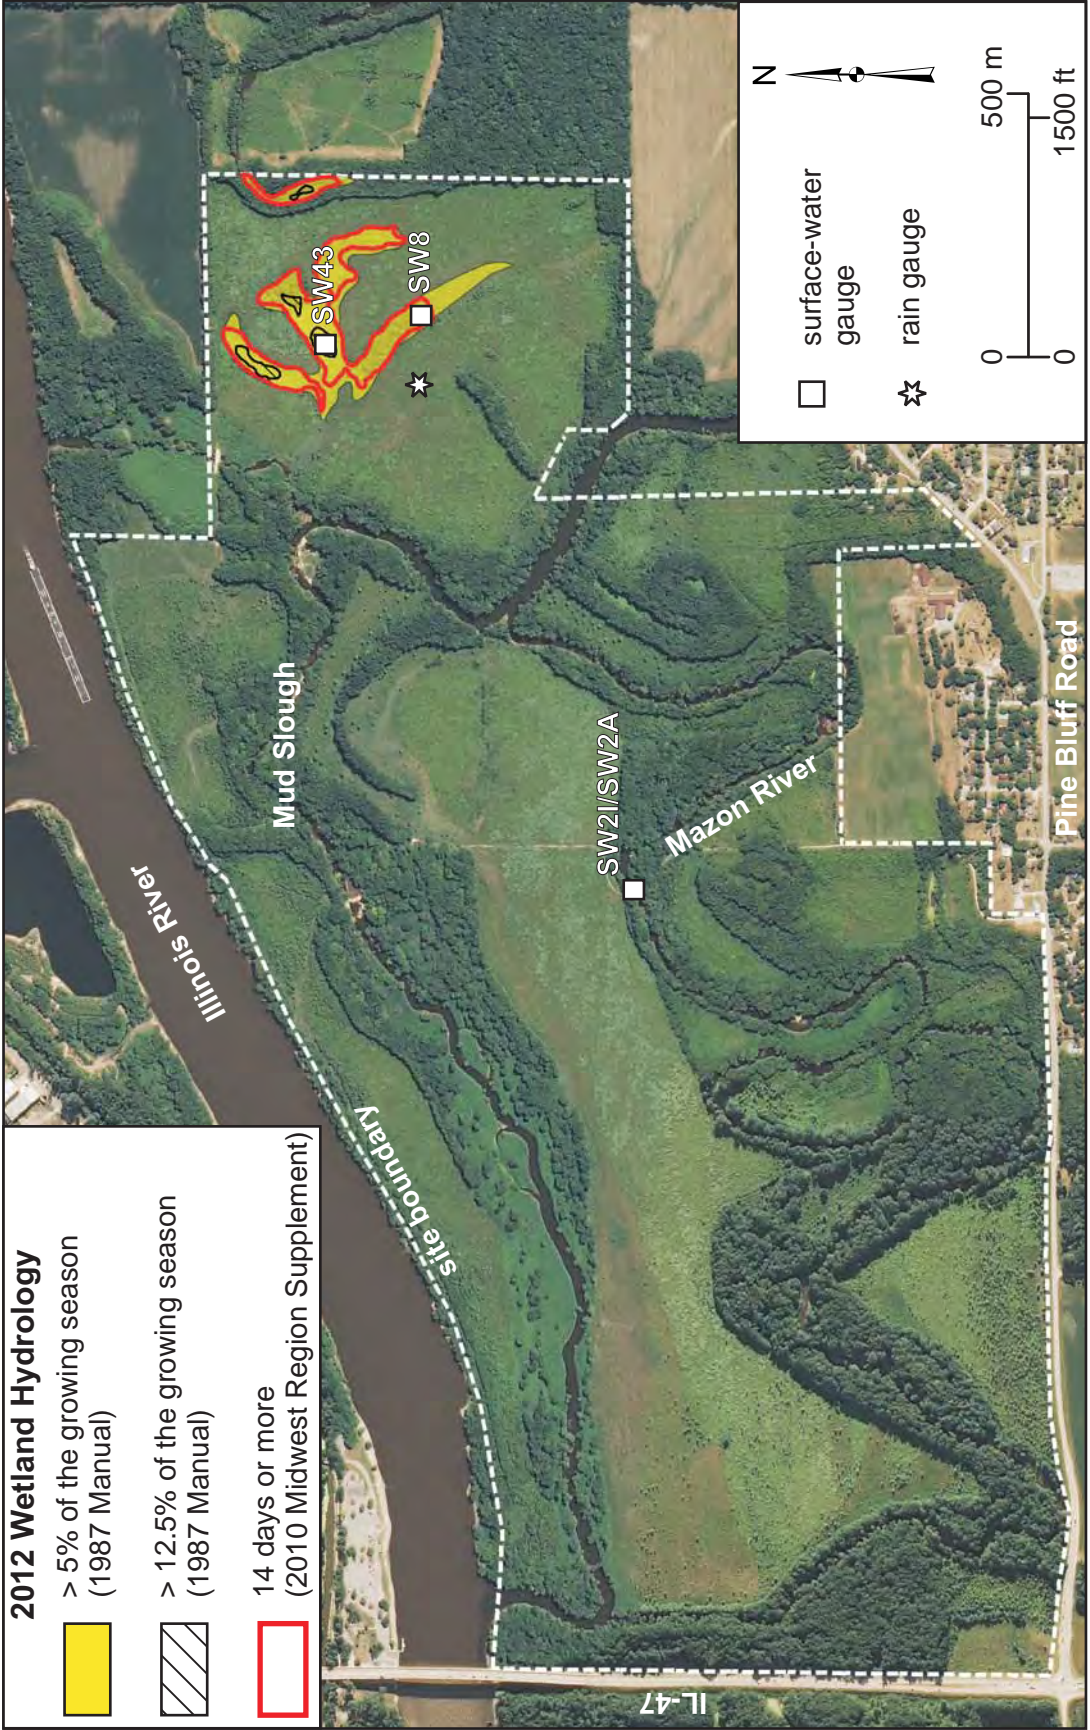 2012 Wetland Hydrology
> 5% of the growing season
(1987 Manual)
> 12.5% of the growing season
(1987 Manual)
14 days or more
(2010 Midwest Region Supplement)
Illinois River
site boundary
Mud Slough
SW43
SW8
SW2I/SW2A
Mazon River
IL-47
Pine Bluff Road
surface-water
gauge
rain gauge
N
0 500 m
0 1500 ft